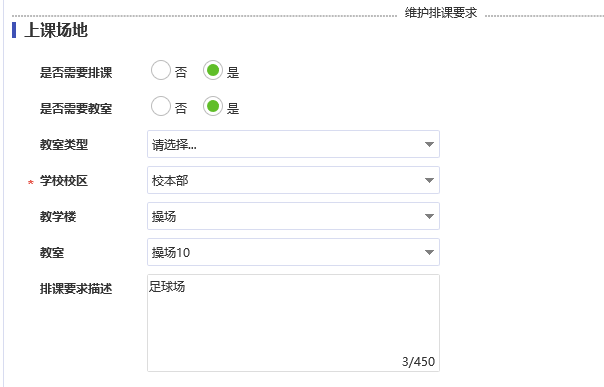 维护排课要求
上课场地
是否需要排课 否 是
是否需要教室 否 是
教室类型 请选择...
* 学校校区 校本部
教学楼 操场
教室 操场10
排课要求描述 足球场
3/450